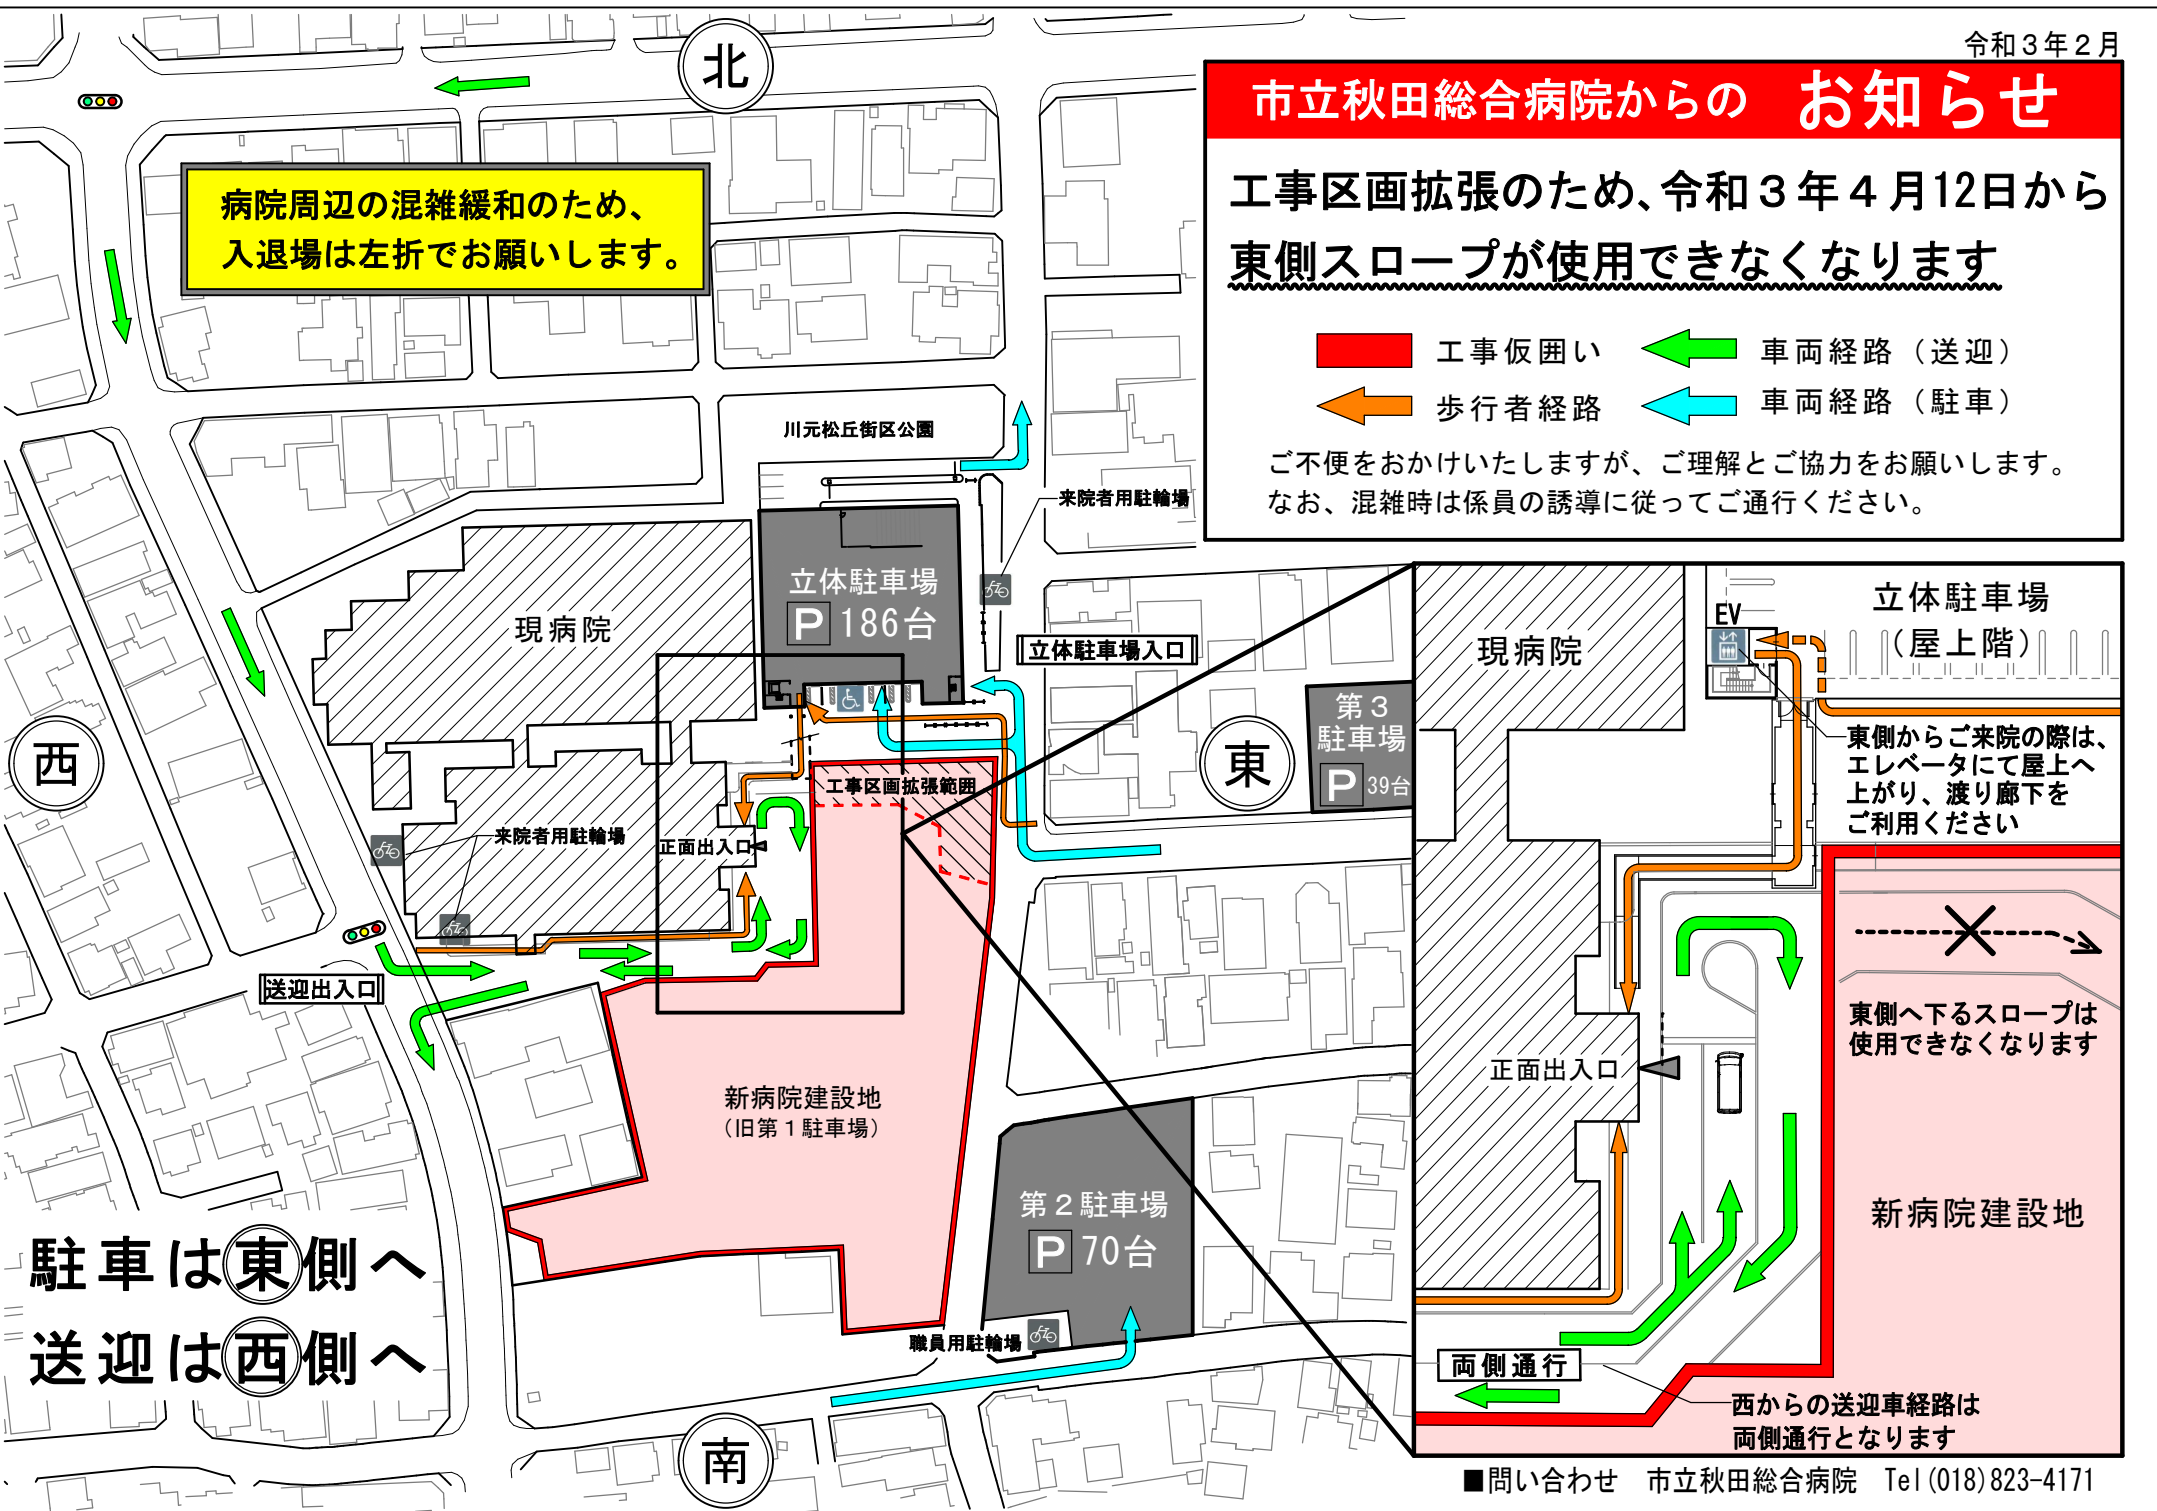 令和３年２月
市立秋田総合病院からの　お知らせ
工事区画拡張のため、令和３年４月12日から
東側スロープが使用できなくなります
工事仮囲い
車両経路（送迎）
歩行者経路
車両経路（駐車）
ご不便をおかけいたしますが、ご理解とご協力をお願いします。
なお、混雑時は係員の誘導に従ってご通行ください。
北
病院周辺の混雑緩和のため、
入退場は左折でお願いします。
川元松丘街区公園
来院者用駐輪場
立体駐車場
P 186台
現病院
立体駐車場入口
第３
駐車場
P 39台
東
西
工事区画拡張範囲
来院者用駐輪場
正面出入口
送迎出入口
新病院建設地
（旧第１駐車場）
第２駐車場
P 70台
職員用駐輪場
駐車は東側へ
送迎は西側へ
南
立体駐車場
（屋上階）
EV
現病院
東側からご来院の際は、
エレベータにて屋上へ
上がり、渡り廊下を
ご利用ください
東側へ下るスロープは
使用できなくなります
正面出入口
新病院建設地
両側通行
西からの送迎車経路は
両側通行となります
■問い合わせ　市立秋田総合病院　Tel(018)823-4171